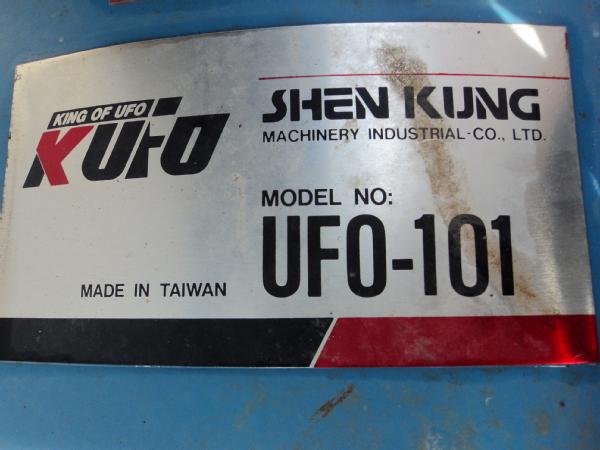 KING OF UFO
KUFO
SHEN KUNG
MACHINERY INDUSTRIAL-CO., LTD.
MODEL NO:
UFO-101
MADE IN TAIWAN